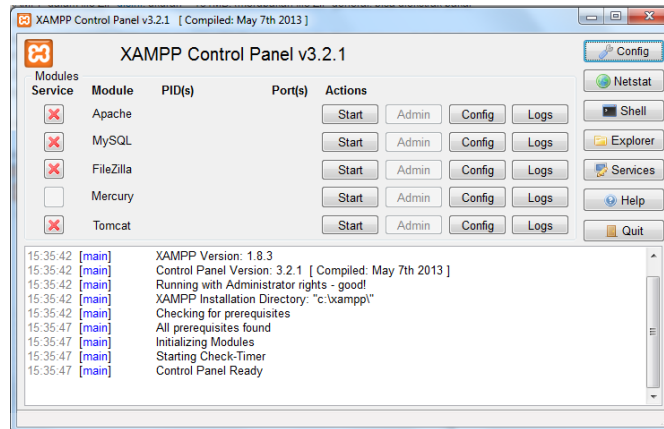 XAMPP Control Panel v3.2.1 [ Compiled: May 7th 2013 ]
XAMPP Control Panel v3.2.1
Config
Modules
Service Module PID(s) Port(s) Actions
Netstat
Apache Start Admin Config Logs
Shell
MySQL Start Admin Config Logs
Explorer
FileZilla Start Admin Config Logs
Services
Mercury Start Admin Config Logs
Help
Tomcat Start Admin Config Logs
Quit
15:35:42 [main] XAMPP Version: 1.8.3
15:35:42 [main] Control Panel Version: 3.2.1 [ Compiled: May 7th 2013 ]
15:35:42 [main] Running with Administrator rights - good!
15:35:42 [main] XAMPP Installation Directory: "c:\xampp\"
15:35:42 [main] Checking for prerequisites
15:35:47 [main] All prerequisites found
15:35:47 [main] Initializing Modules
15:35:47 [main] Starting Check-Timer
15:35:47 [main] Control Panel Ready